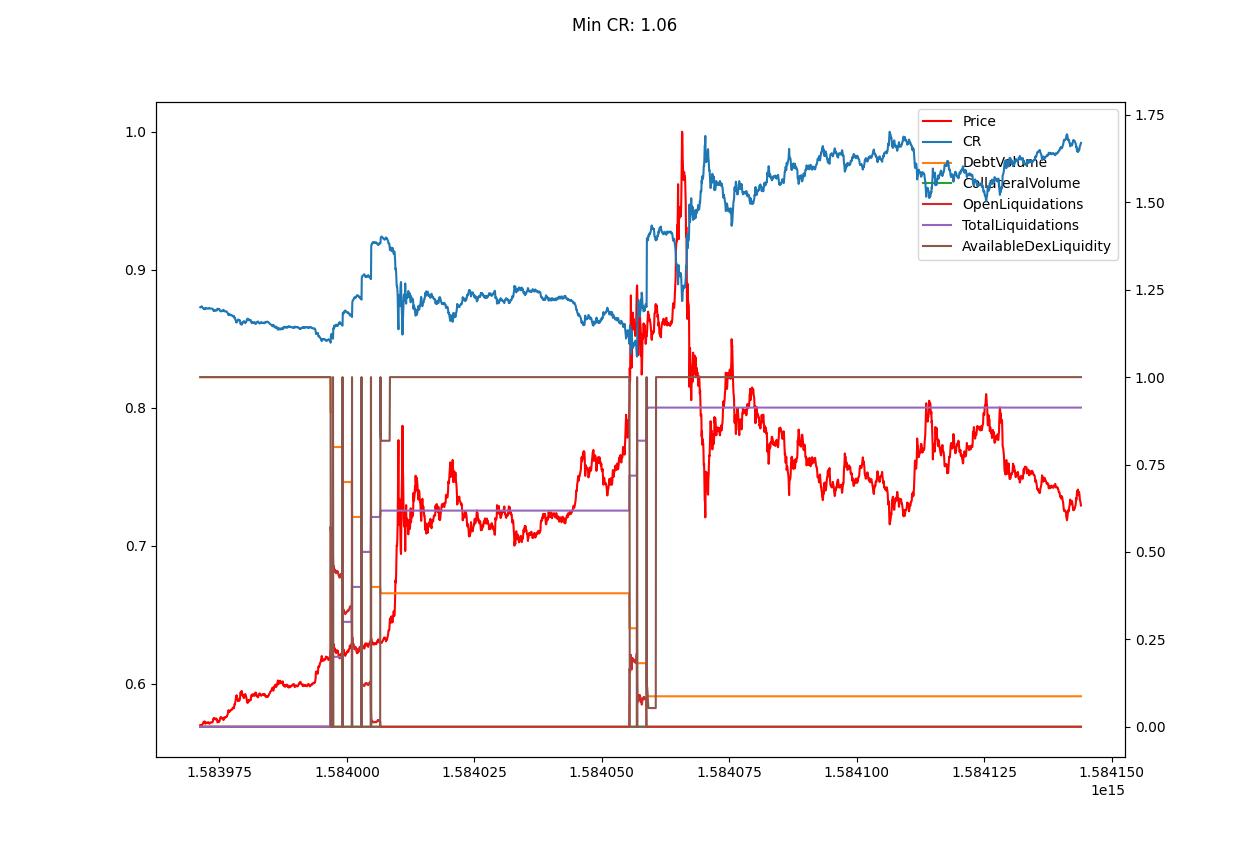 Min CR: 1.06
1.0
0.9
0.8
0.7
0.6
1.75
1.50
1.25
1.00
0.75
0.50
0.25
0.00
Price
CR
DebtVolume
CollateralVolume
OpenLiquidations
TotalLiquidations
AvailableDexLiquidity
1.583975 1.584000 1.584025 1.584050 1.584075 1.584100 1.584125 1.584150
1e15